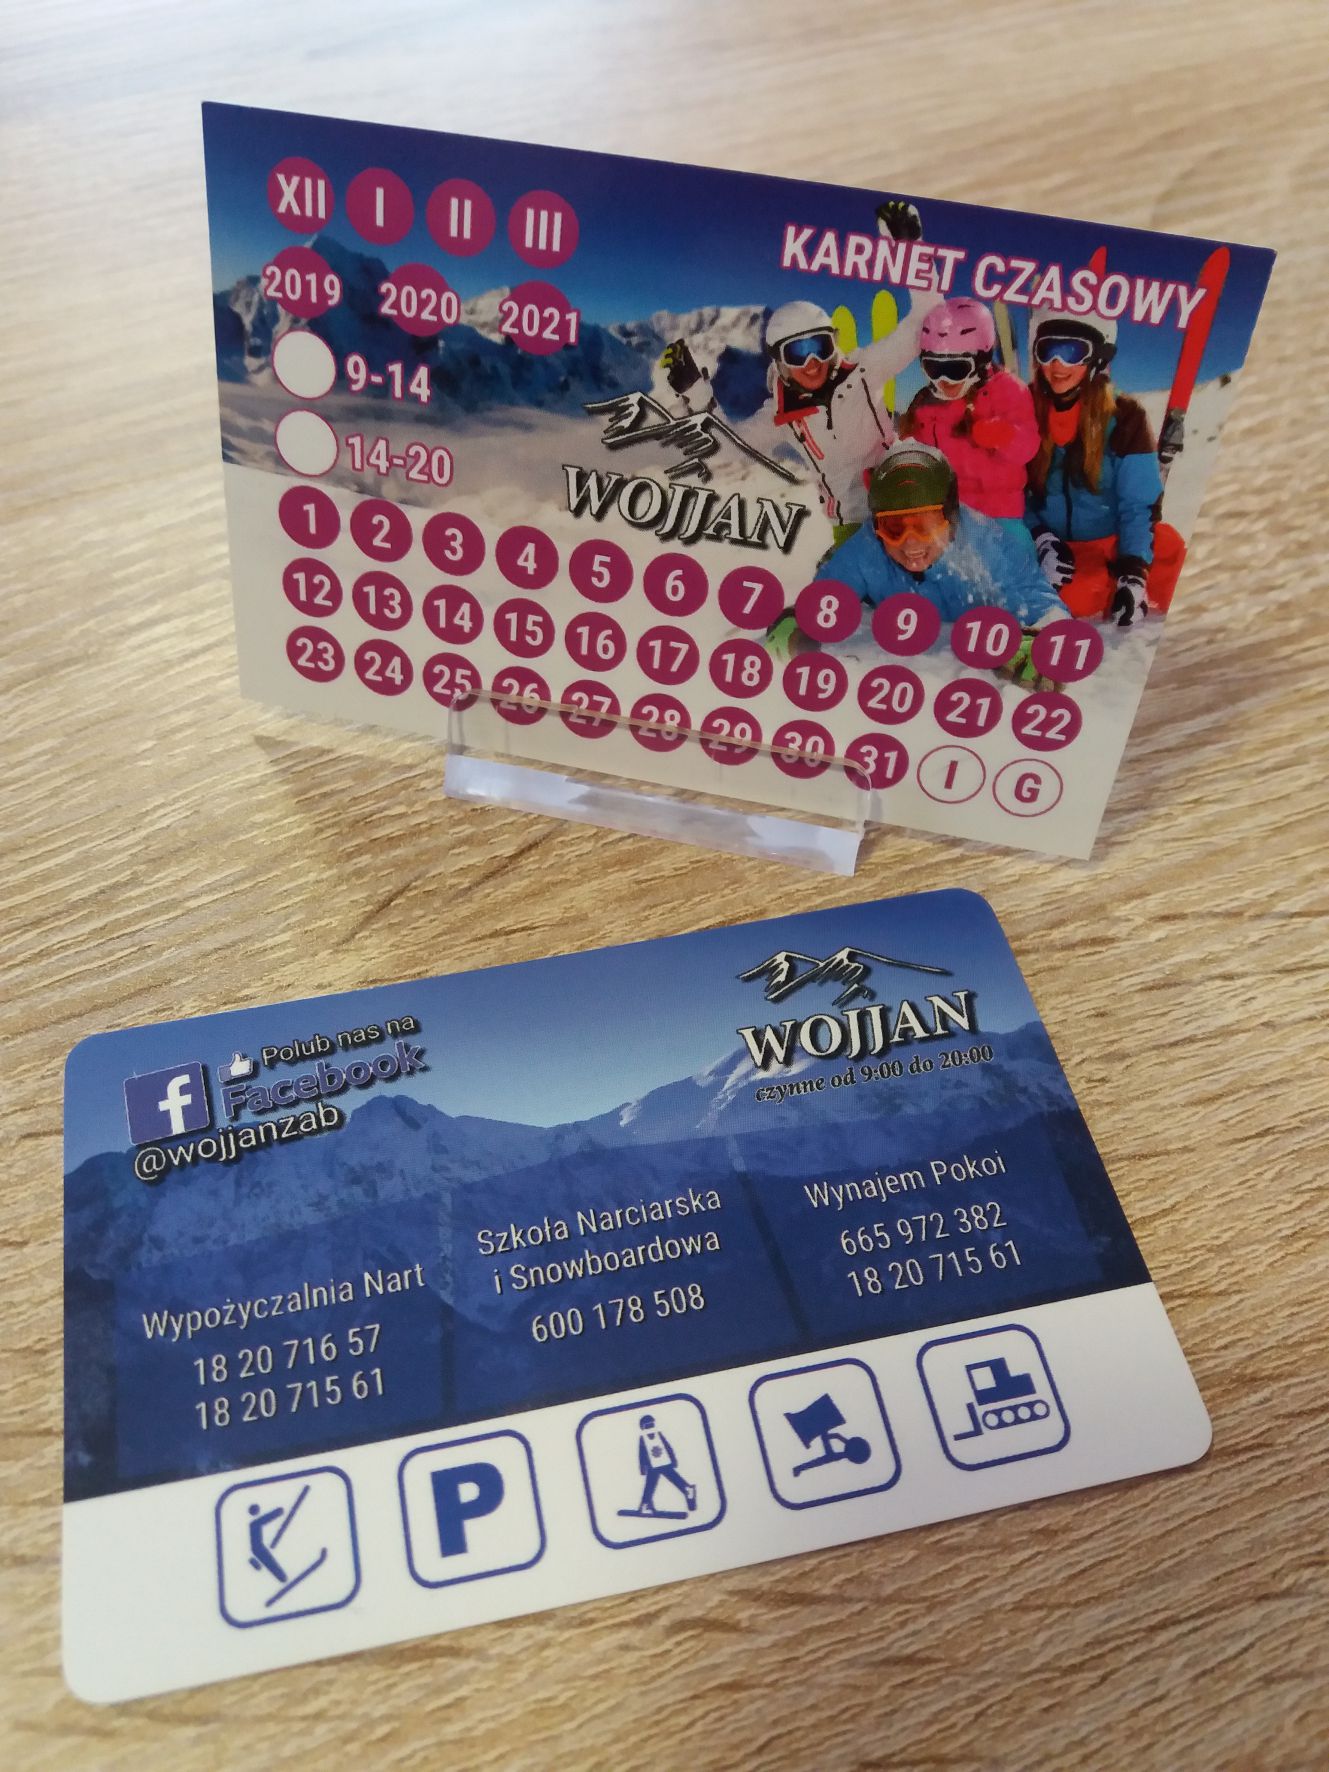 XII I II III
KARNET CZASOWY
2019 2020 2021
9-14
14-20
WOJJAN
1 2 3 4 5 6 7 8 9 10 11
12 13 14 15 16 17 18 19 20 21 22
23 24 25 26 27 28 29 30 31 I G
f Polub nas na
Facebook
@wojjanzab
WOJJAN
czynne od 9:00 do 20:00
Wypożyczalnia Nart
18 20 716 57
18 20 715 61
Szkoła Narciarska
i Snowboardowa
600 178 508
Wynajem Pokoi
665 972 382
18 20 715 61
P